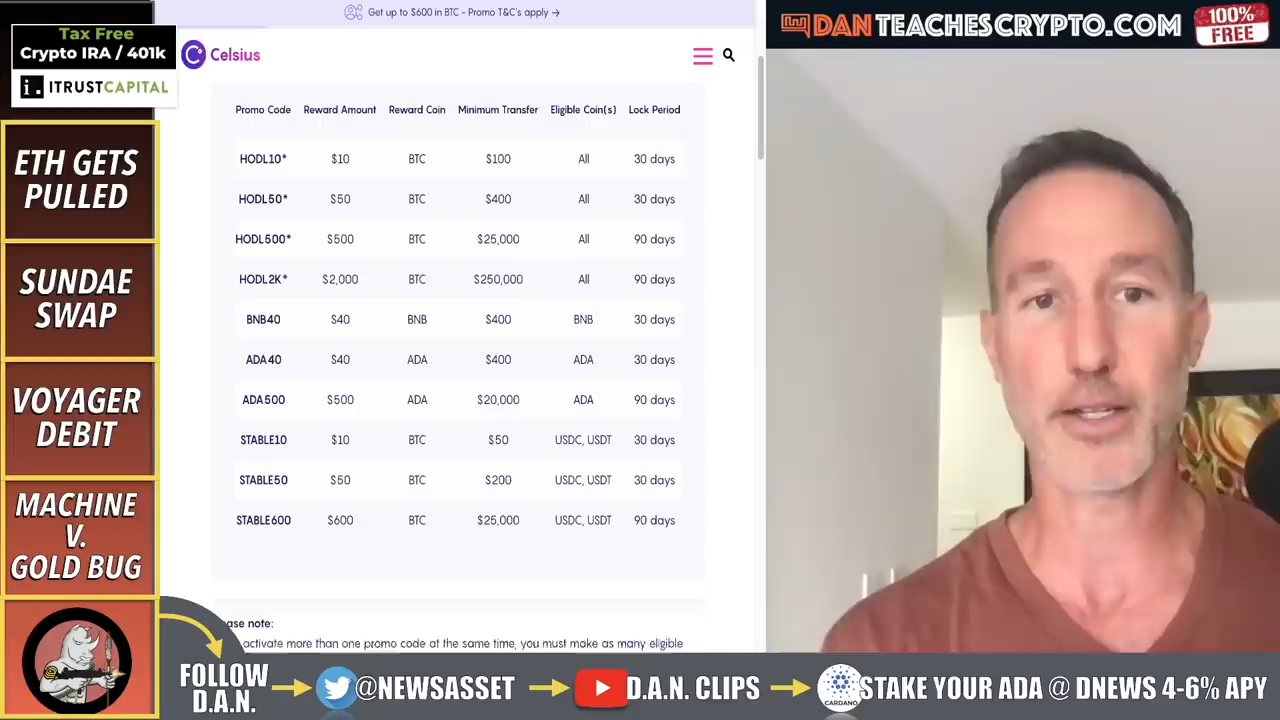 Get up to $600 in BTC - Promo T&C's apply →
DANTEACHESCRYPTO.COM
100%
FREE
Tax Free
Crypto IRA / 401k
ITRUSTCAPITAL
Celsius
ETH GETS
PULLED
SUNDAE
SWAP
VOYAGER
DEBIT
MACHINE
V.
GOLD BUG
Promo Code Reward Amount Reward Coin Minimum Transfer Eligible Coin(s) Lock Period
HODL10* $10 BTC $100 All 30 days
HODL50* $50 BTC $400 All 30 days
HODL500* $500 BTC $25,000 All 90 days
HODL2K* $2,000 BTC $250,000 All 90 days
BNB40 $40 BNB $400 BNB 30 days
ADA40 $40 ADA $400 ADA 30 days
ADA500 $500 ADA $20,000 ADA 90 days
STABLE10 $10 BTC $50 USDC, USDT 30 days
STABLE50 $50 BTC $200 USDC, USDT 30 days
STABLE600 $600 BTC $25,000 USDC, USDT 90 days
ase note:
activate more than one promo code at the same time, you must make as many eligible
FOLLOW
D.A.N.
@NEWSASSET
D.A.N. CLIPS
CARDANO
STAKE YOUR ADA @ DNEWS 4-6% APY